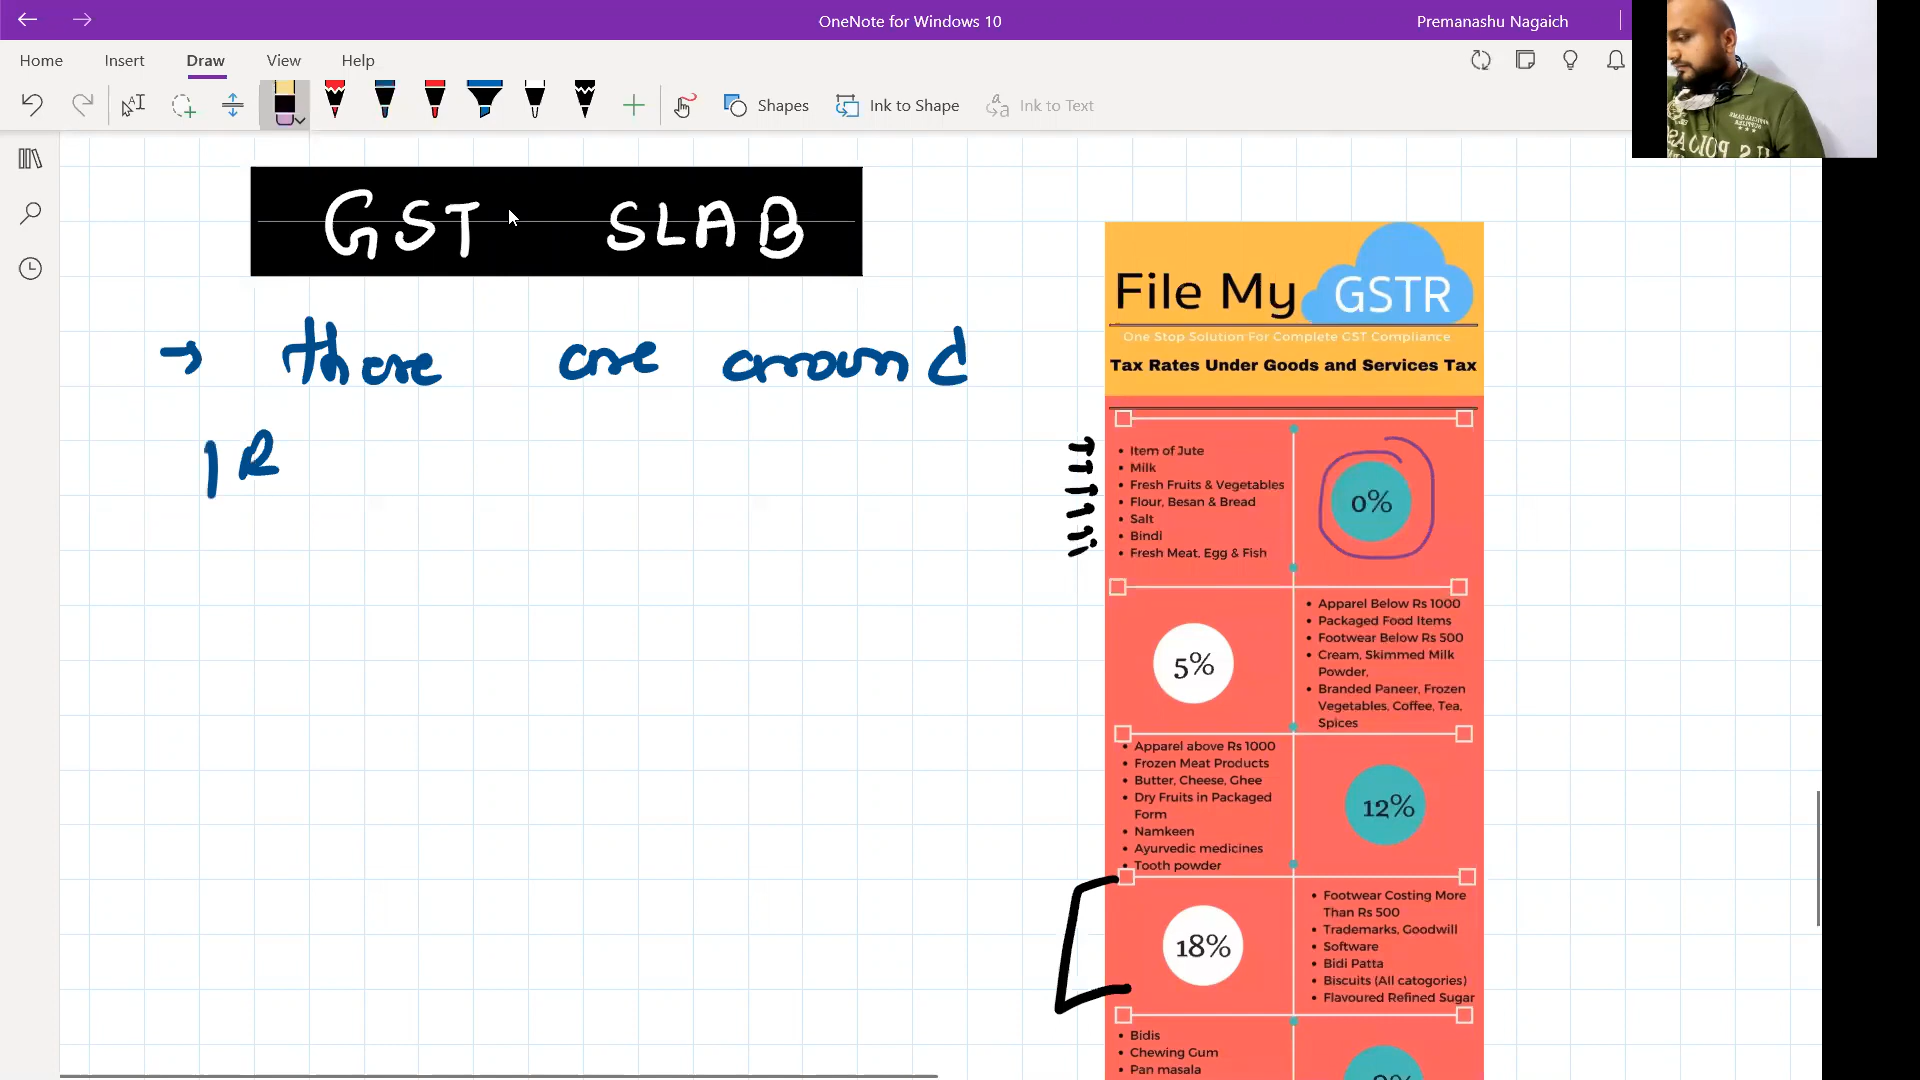 OneNote for Windows 10
Premanashu Nagaich
Home Insert Draw View Help
Shapes Ink to Shape Ink to Text
GST SLAB
→ there are around
File My GSTR
One Stop Solution For Complete GST Compliance
Tax Rates Under Goods and Services Tax
• Item of Jute
• Milk
• Fresh Fruits & Vegetables
• Flour, Besan & Bread
• Salt
• Bindi
• Fresh Meat, Egg & Fish
0%
5%
• Apparel Below Rs 1000
• Packaged Food Items
• Footwear Below Rs 500
• Cream, Skimmed Milk
Powder,
• Branded Paneer, Frozen
Vegetables, Coffee, Tea,
Spices
• Apparel above Rs 1000
• Frozen Meat Products
• Butter, Cheese, Ghee
• Dry Fruits in Packaged
Form
• Namkeen
• Ayurvedic medicines
• Tooth powder
12%
18%
• Footwear Costing More
Than Rs 500
• Trademarks, Goodwill
• Software
• Bidi Patta
• Biscuits (All catogories)
• Flavoured Refined Sugar
• Bidis
• Chewing Gum
• Pan masala